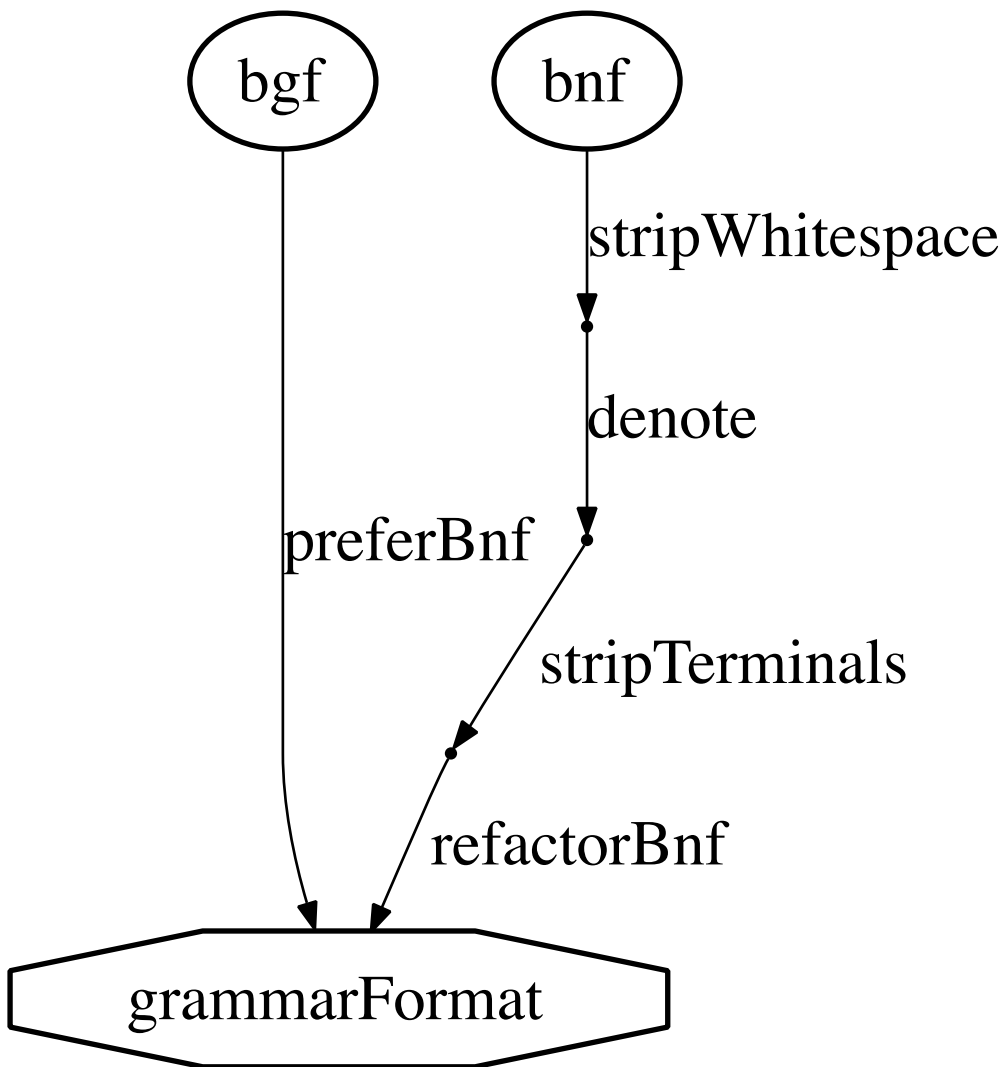 bgf
bnf
stripWhitespace
denote
preferBnf
stripTerminals
refactorBnf
grammarFormat